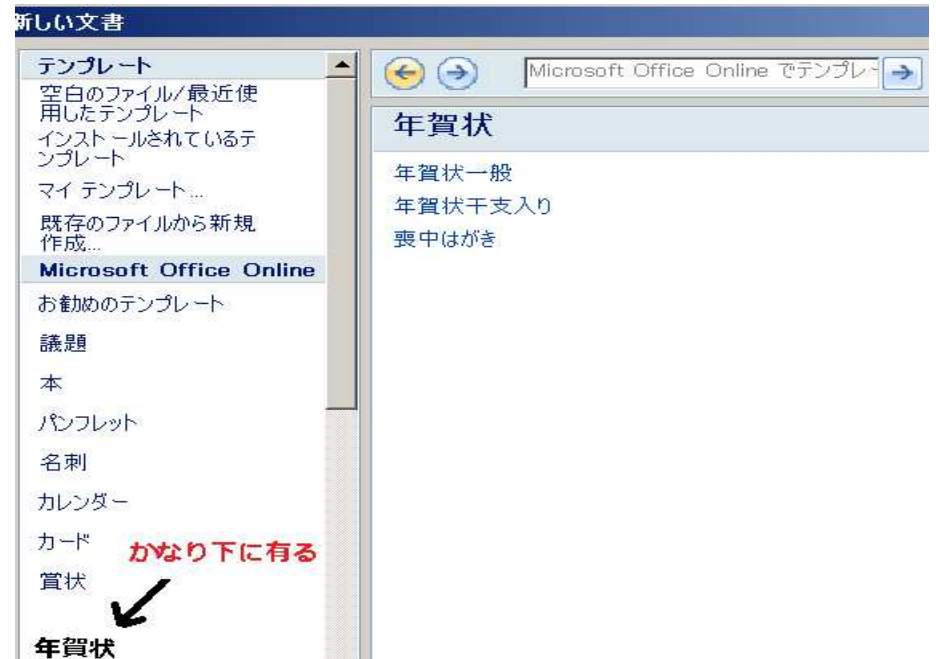 新しい文書
テンプレート
空白のファイル/最近使
用したテンプレート
インストールされているテ
ンプレート
マイ テンプレート...
既存のファイルから新規
作成...
Microsoft Office Online
お勧めのテンプレート
議題
本
パンフレット
名刺
カレンダー
カード
かなり下に有る
賞状
年賀状
Microsoft Office Online でテンプレー
年賀状
年賀状一般
年賀状干支入り
喪中はがき